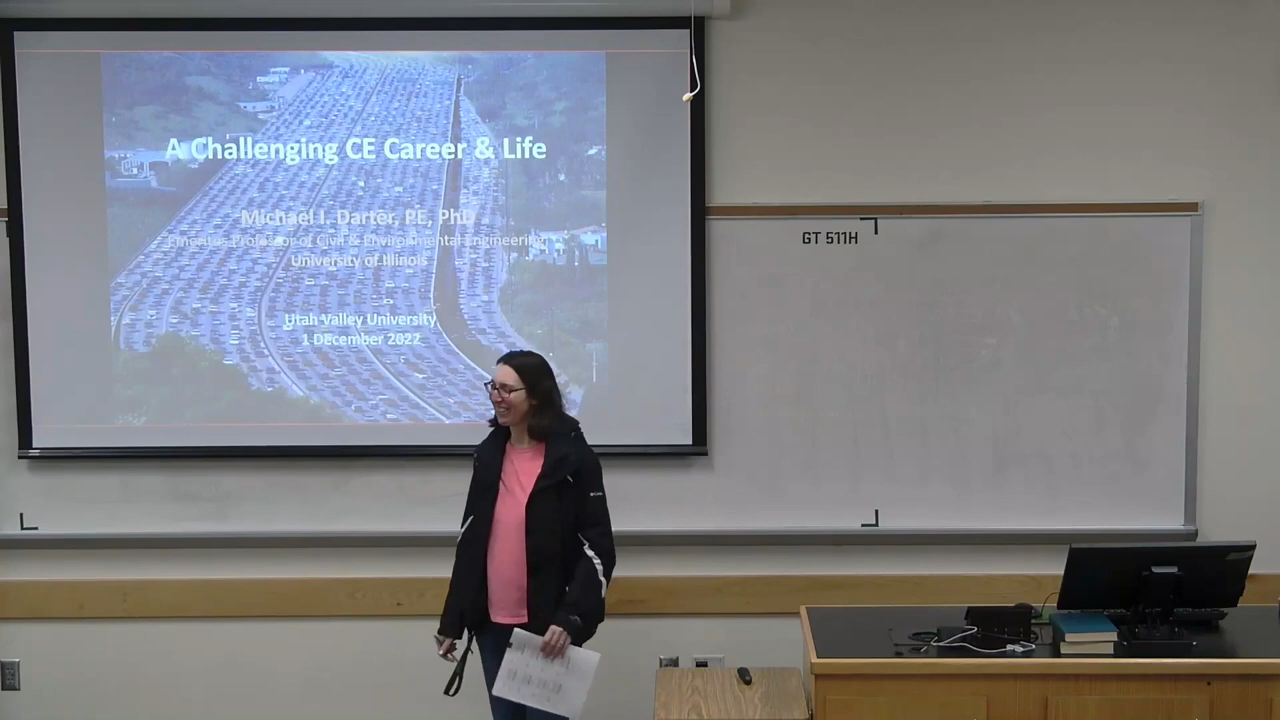 A Challenging CE Career & Life
Michael I. Darter, PE, PhD
Emeritus Professor of Civil & Environmental Engineering
University of Illinois
Utah Valley University
1 December 2022
GT 511H